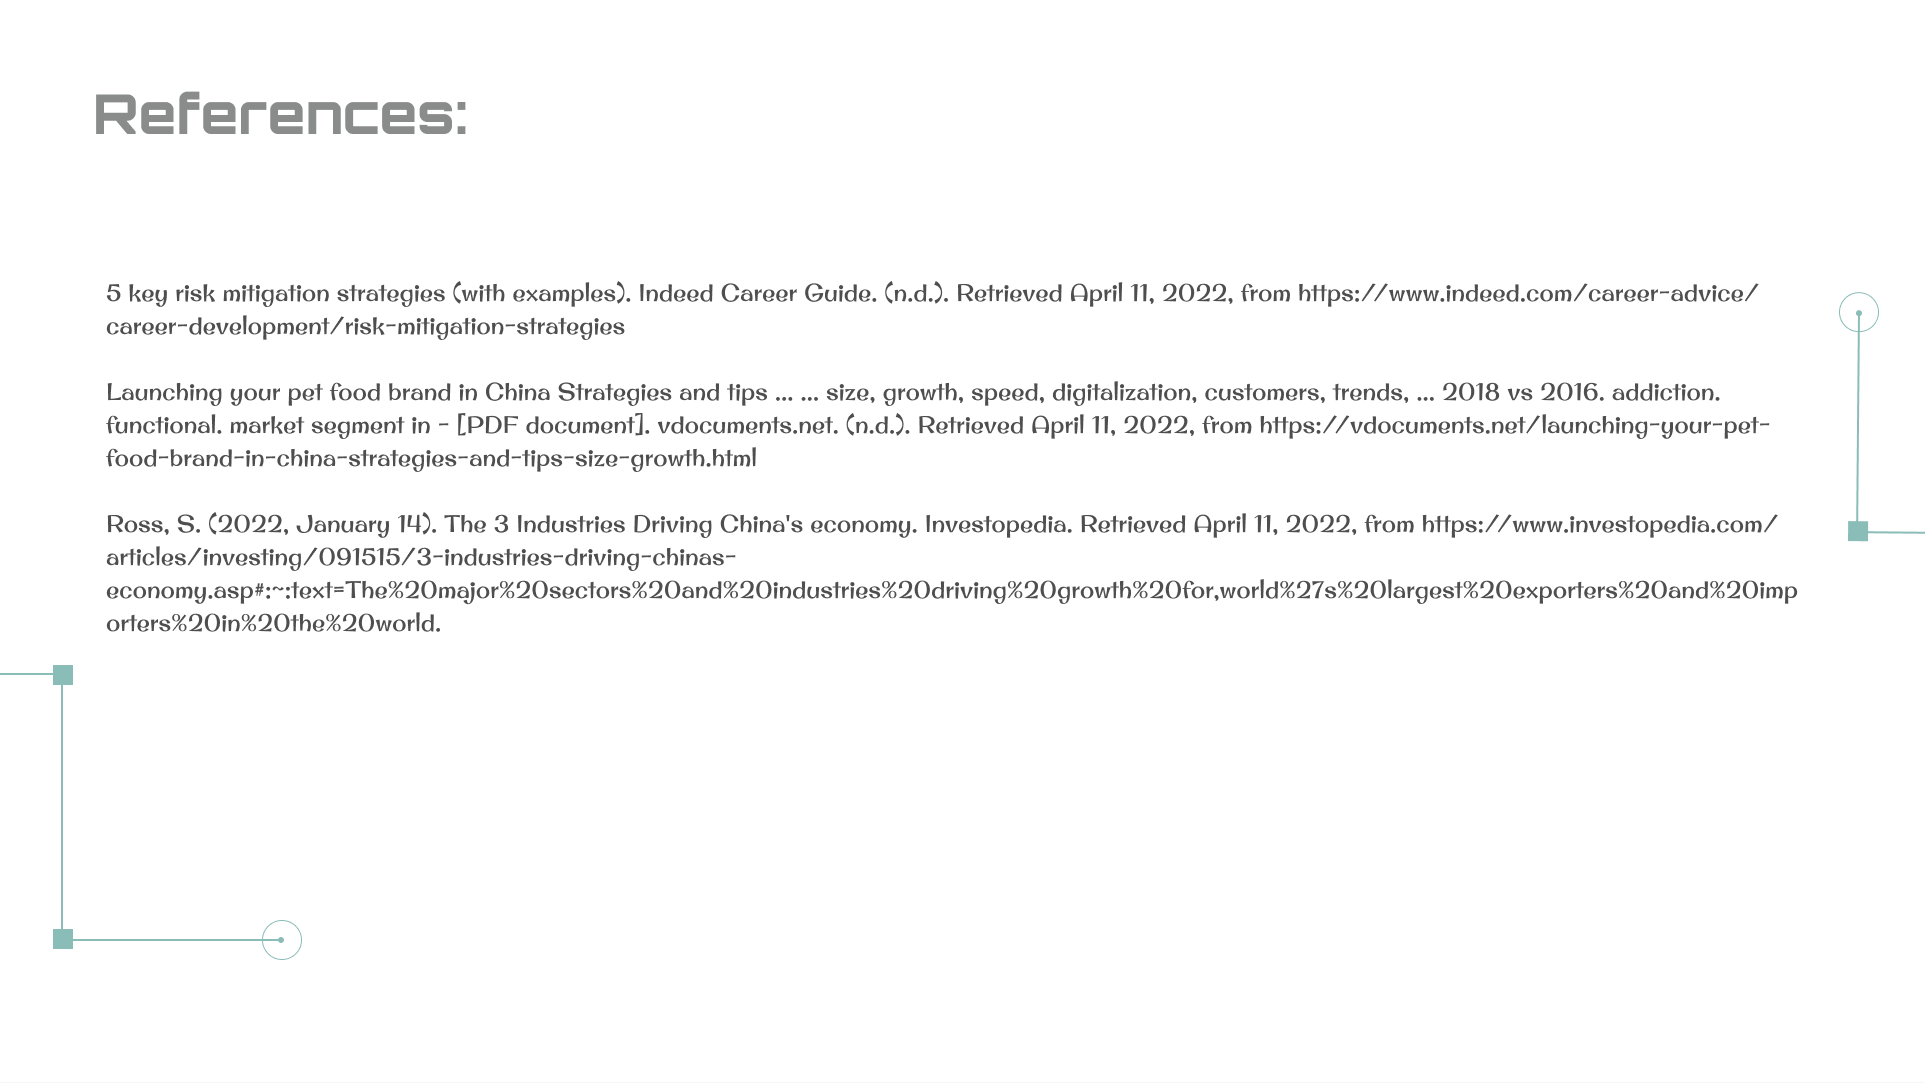 References:
5 key risk mitigation strategies (with examples). Indeed Career Guide. (n.d.). Retrieved April 11, 2022, from https://www.indeed.com/career-advice/
career-development/risk-mitigation-strategies
Launching your pet food brand in China Strategies and tips ... ... size, growth, speed, digitalization, customers, trends, ... 2018 vs 2016. addiction.
functional. market segment in - [PDF document]. vdocuments.net. (n.d.). Retrieved April 11, 2022, from https://vdocuments.net/launching-your-pet-
food-brand-in-china-strategies-and-tips-size-growth.html
Ross, S. (2022, January 14). The 3 Industries Driving China's economy. Investopedia. Retrieved April 11, 2022, from https://www.investopedia.com/
articles/investing/091515/3-industries-driving-chinas-
economy.asp#:~:text=The%20major%20sectors%20and%20industries%20driving%20growth%20for,world%27s%20largest%20exporters%20and%20imp
orters%20in%20the%20world.